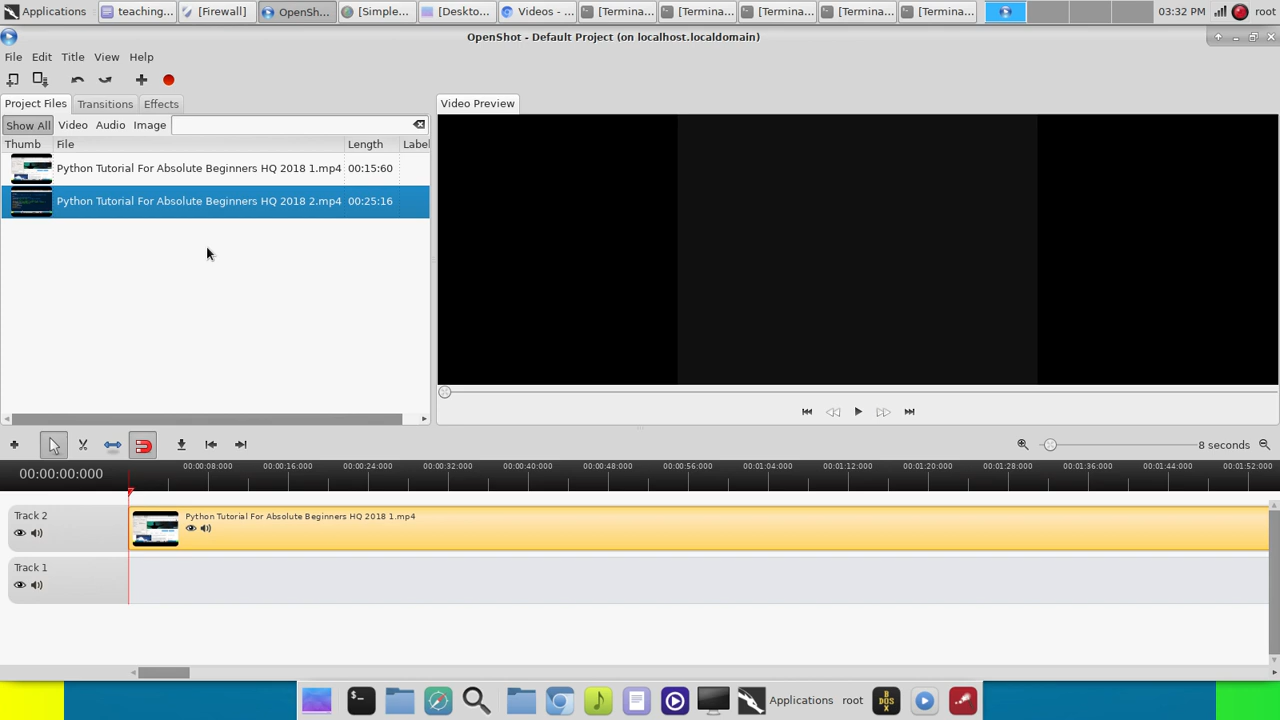 Applications
teaching...
[Firewall]
OpenSh...
[Simple...
[Deskto...
Videos - ...
[Termina...
[Termina...
[Termina...
[Termina...
[Termina...
03:32 PM
root
OpenShot - Default Project (on localhost.localdomain)
File Edit Title View Help
Project Files Transitions Effects
Video Preview
Show All Video Audio Image
Thumb File Length Label
Python Tutorial For Absolute Beginners HQ 2018 1.mp4 00:15:60
Python Tutorial For Absolute Beginners HQ 2018 2.mp4 00:25:16
8 seconds
00:00:00:000
00:00:08:000 00:00:16:000 00:00:24:000 00:00:32:000 00:00:40:000 00:00:48:000 00:00:56:000 00:01:04:000 00:01:12:000 00:01:20:000 00:01:28:000 00:01:36:000 00:01:44:000 00:01:52:000
Track 2
Python Tutorial For Absolute Beginners HQ 2018 1.mp4
Track 1
Applications root